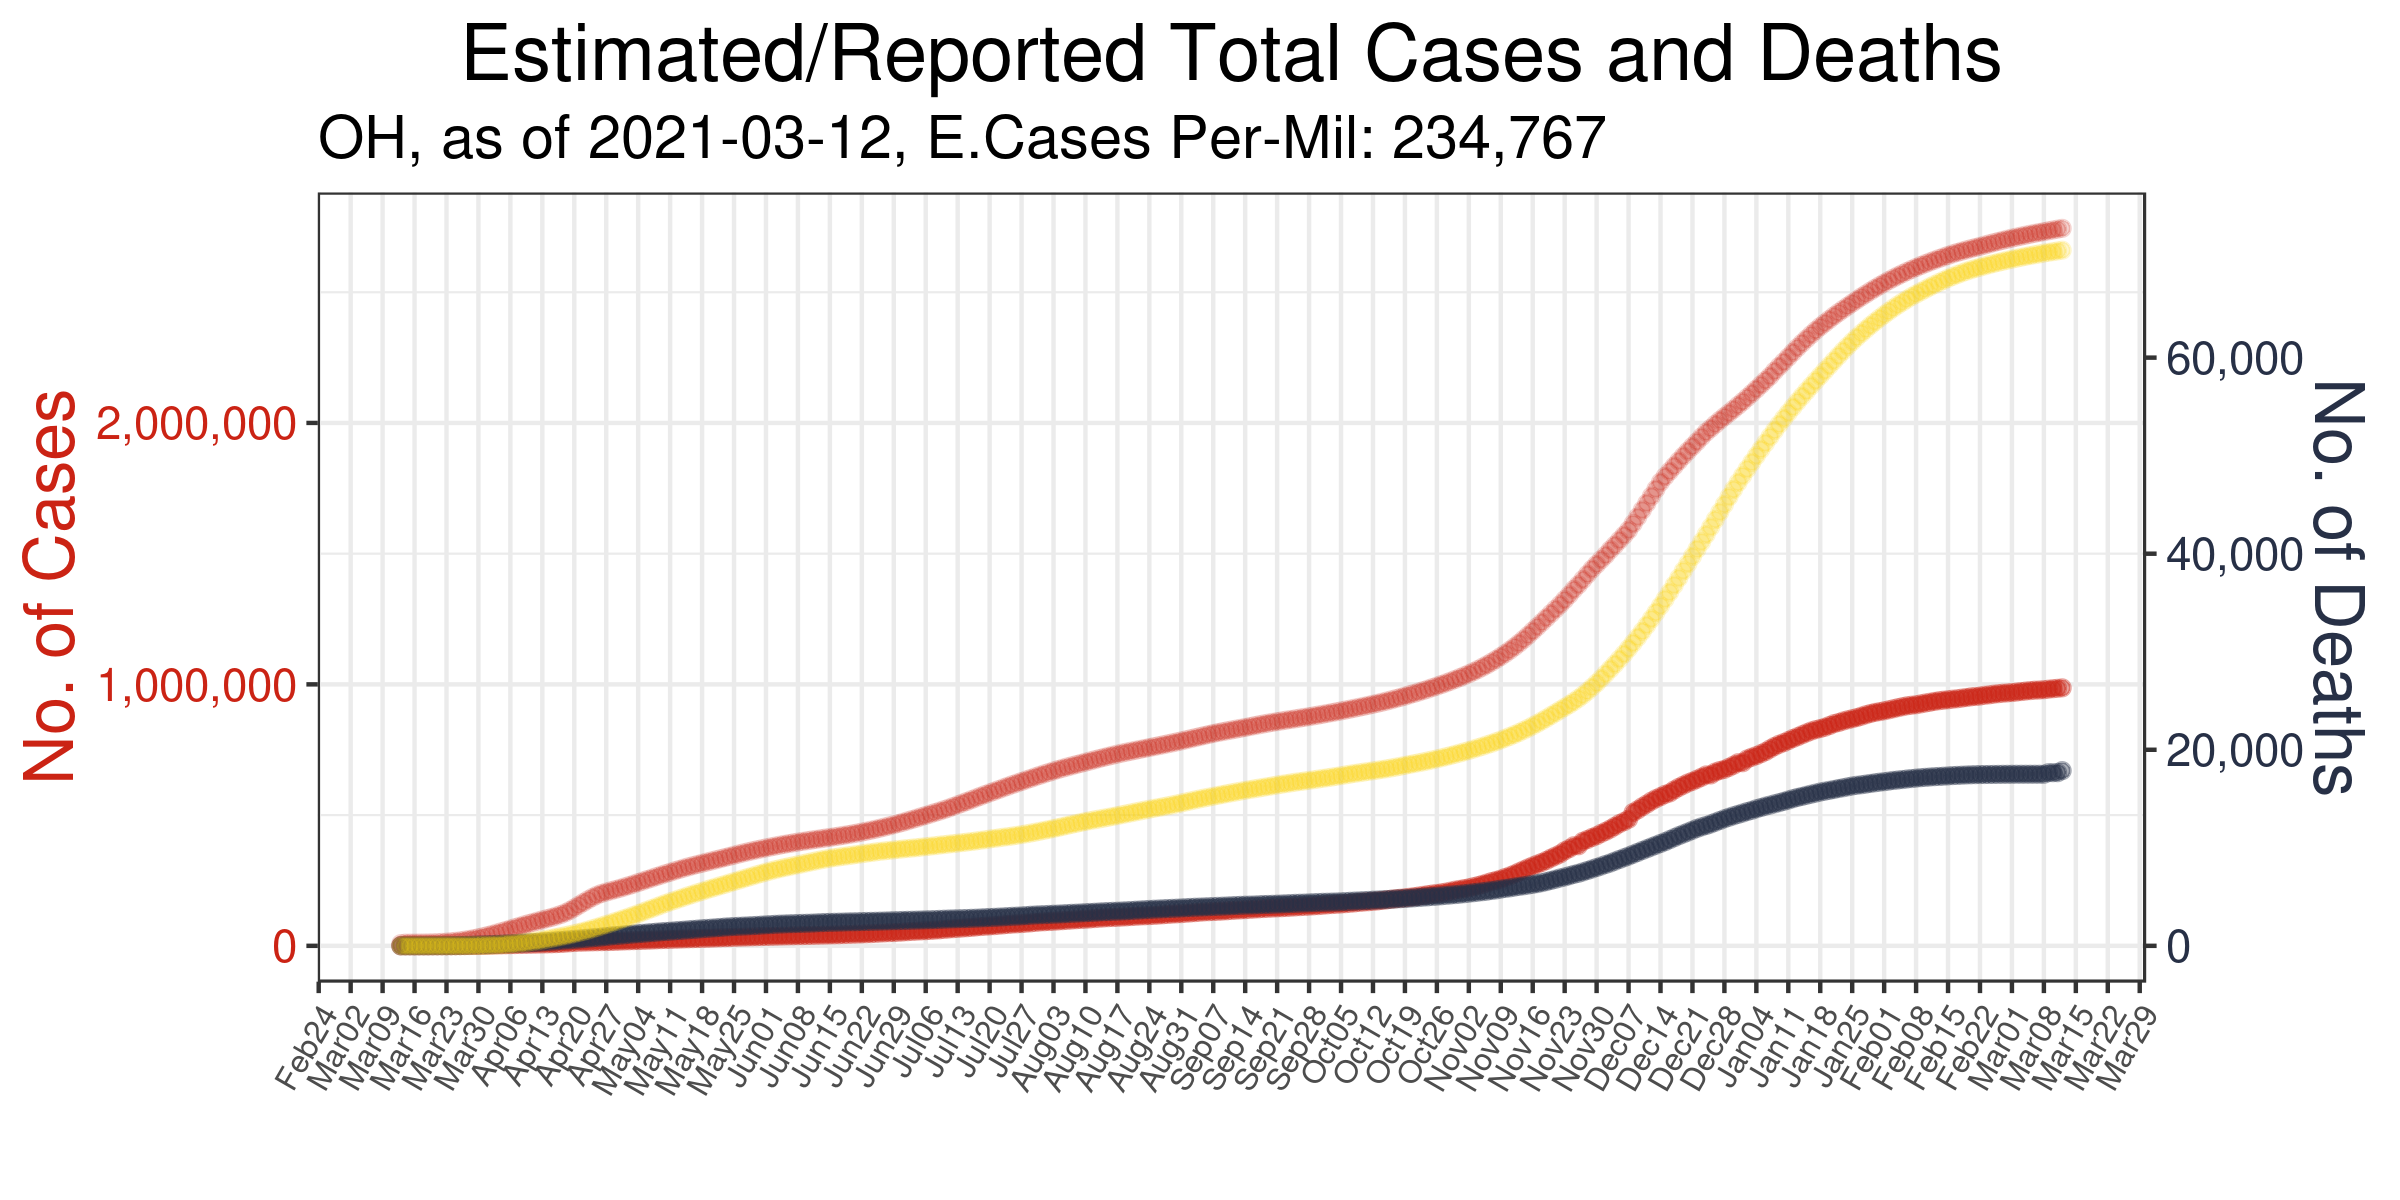 Estimated/Reported Total Cases and Deaths
OH, as of 2021-03-12, E.Cases Per-Mil: 234,767
No. of Cases
2,000,000
1,000,000
0
60,000
40,000
20,000
0
No. of Deaths
Feb24
Mar02
Mar09
Mar16
Mar23
Mar30
Apr06
Apr13
Apr20
Apr27
May04
May11
May18
May25
Jun01
Jun08
Jun15
Jun22
Jun29
Jul06
Jul13
Jul20
Jul27
Aug03
Aug10
Aug17
Aug24
Aug31
Sep07
Sep14
Sep21
Sep28
Oct05
Oct12
Oct19
Oct26
Nov02
Nov09
Nov16
Nov23
Nov30
Dec07
Dec14
Dec21
Dec28
Jan04
Jan11
Jan18
Jan25
Feb01
Feb08
Feb15
Feb22
Mar01
Mar08
Mar15
Mar22
Mar29